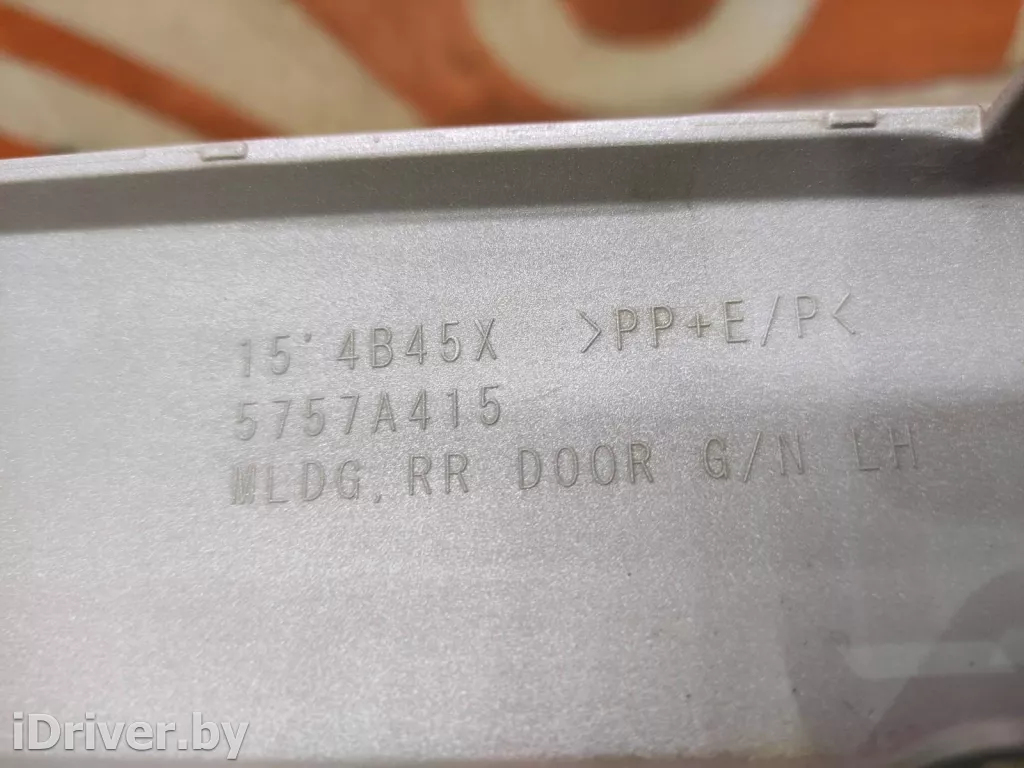 15'4B45X >PP+E/P<
5757A415
MLDG,RR DOOR G/N LH
iDriver.by